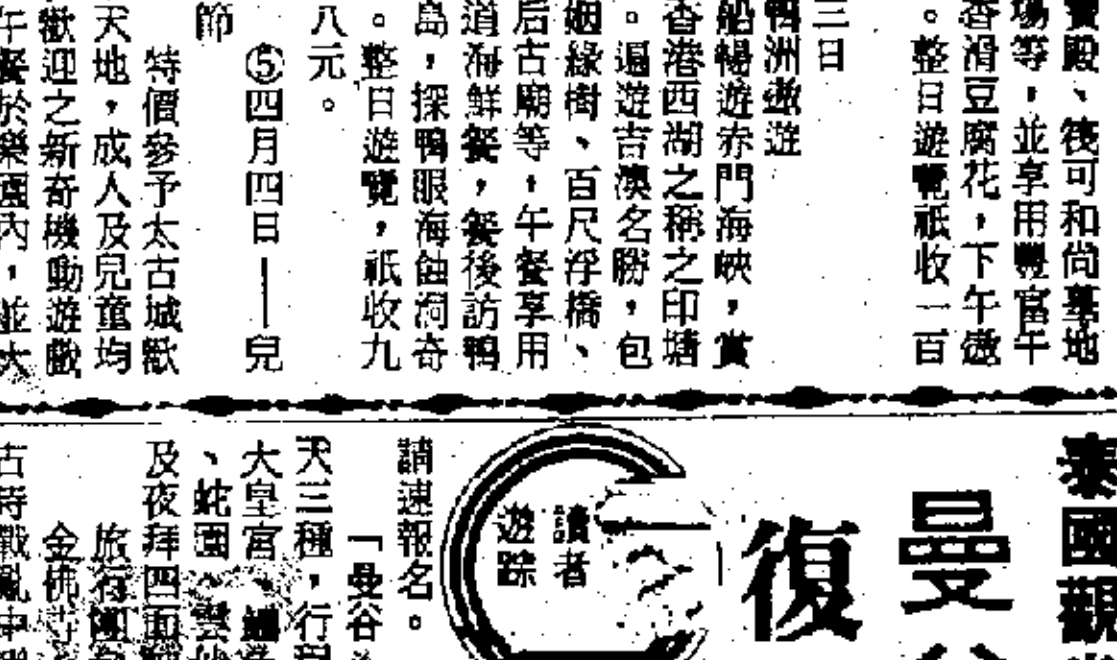 寶殿、筏可和尚墓地
場等，並享用豐富午
香滑豆腐花，下午遨
。整日遊覽祇收一百
三日
鴨洲遨遊
船暢遊赤門海峽，賞
香港西湖之稱之印塘
。遍遊吉澳名勝，包
姻緣樹、百尺浮橋、
后古廟等，午餐享用
道海鮮餐，餐後訪鴨
島，探鴨眼海蝕洞奇
。整日遊覽，祇收九
八元。
⑤四月四日——兒
節
特價參予太古城歡
天地，成人及兒童均
歡迎之新奇機動遊戲
午餐於樂園內，並大
泰國觀
曼谷
復
讀者
遊踪
請速報名。
「曼谷
天三種，行程
大皇宮、
、蛇園、雲
及夜拜四面
旅行團
金佛寺
古時戰亂中